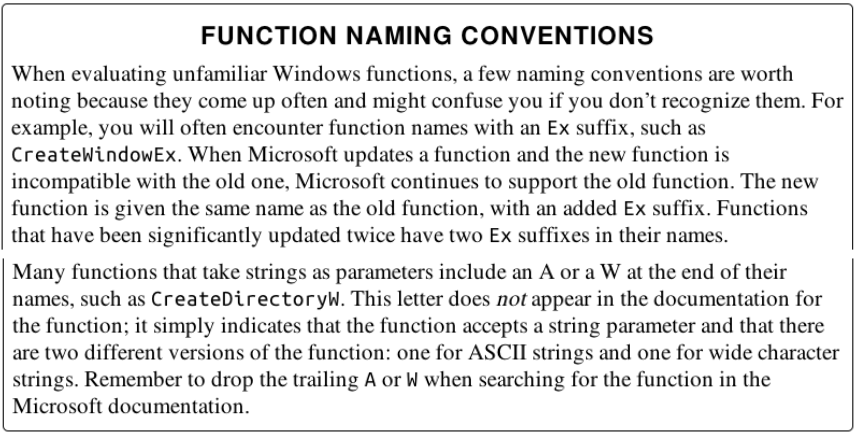 FUNCTION NAMING CONVENTIONS
When evaluating unfamiliar Windows functions, a few naming conventions are worth
noting because they come up often and might confuse you if you don’t recognize them. For
example, you will often encounter function names with an Ex suffix, such as
CreateWindowEx. When Microsoft updates a function and the new function is
incompatible with the old one, Microsoft continues to support the old function. The new
function is given the same name as the old function, with an added Ex suffix. Functions
that have been significantly updated twice have two Ex suffixes in their names.
Many functions that take strings as parameters include an A or a W at the end of their
names, such as CreateDirectoryW. This letter does not appear in the documentation for
the function; it simply indicates that the function accepts a string parameter and that there
are two different versions of the function: one for ASCII strings and one for wide character
strings. Remember to drop the trailing A or W when searching for the function in the
Microsoft documentation.